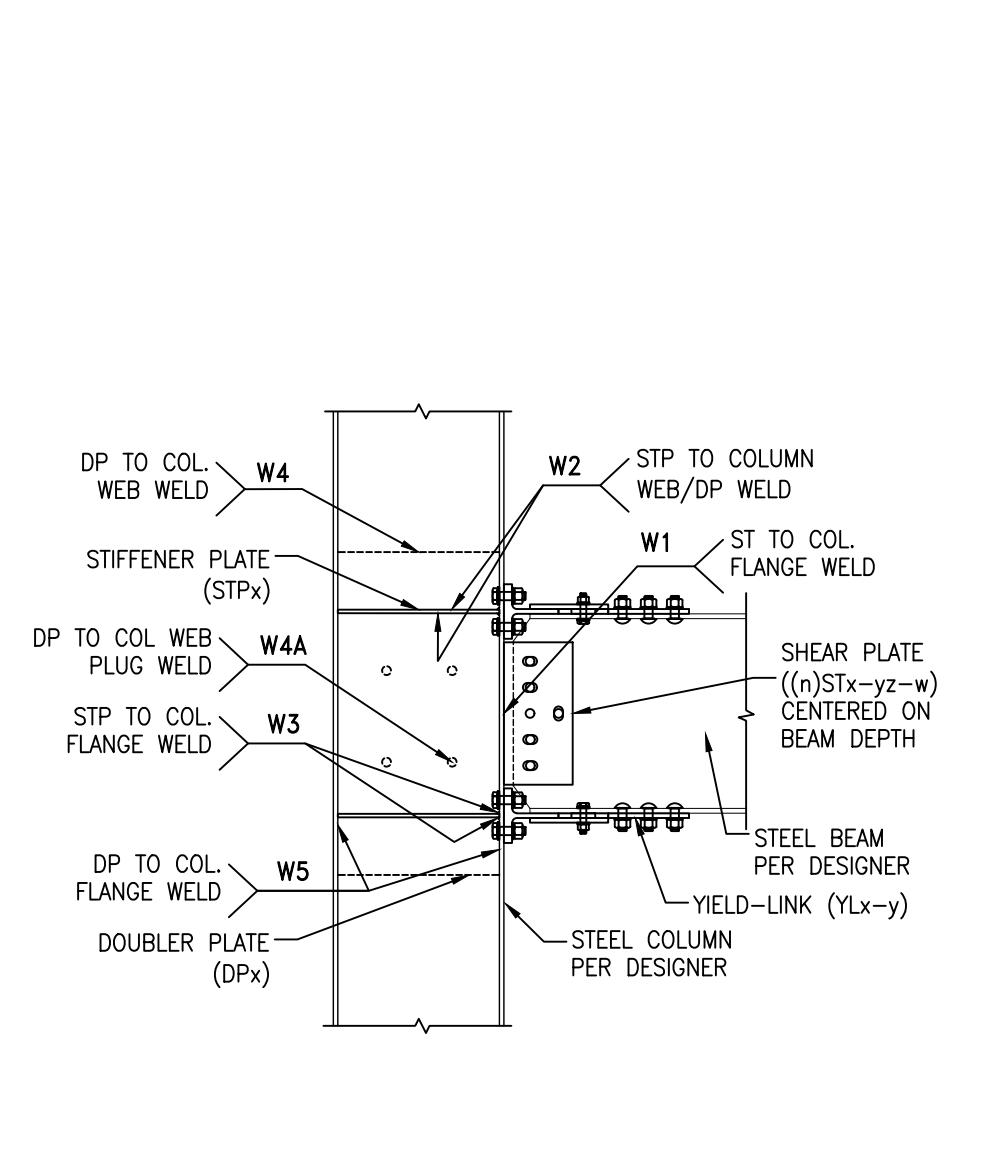 DP TO COL.
WEB WELD
W4
W2
STP TO COLUMN
WEB/DP WELD
W1
ST TO COL.
FLANGE WELD
STIFFENER PLATE
(STPx)
DP TO COL WEB
PLUG WELD
W4A
SHEAR PLATE
((n)STx-yz-w)
CENTERED ON
BEAM DEPTH
STP TO COL.
FLANGE WELD
W3
STEEL BEAM
PER DESIGNER
DP TO COL.
FLANGE WELD
W5
YIELD-LINK (YLx-y)
DOUBLER PLATE
(DPx)
STEEL COLUMN
PER DESIGNER